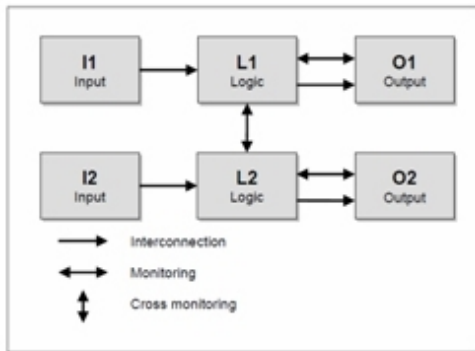 I1
Input
L1
Logic
O1
Output
I2
Input
L2
Logic
O2
Output
Interconnection
Monitoring
Cross monitoring